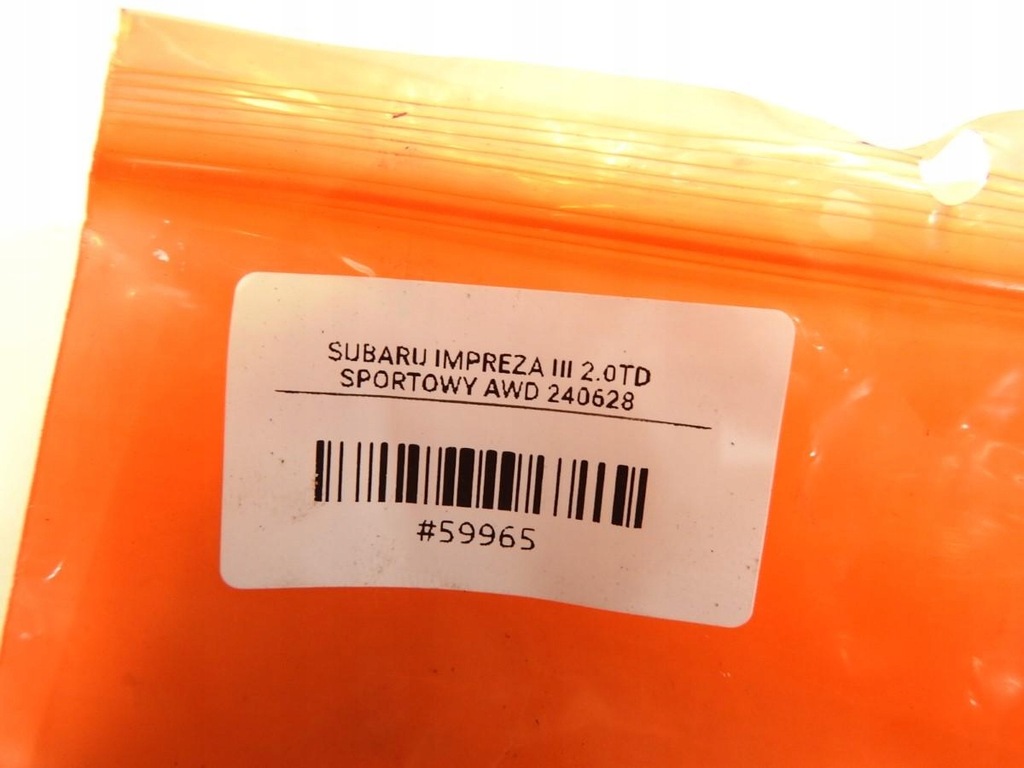 SUBARU IMPREZA III 2.0TD
SPORTOWY AWD 240628
#59965